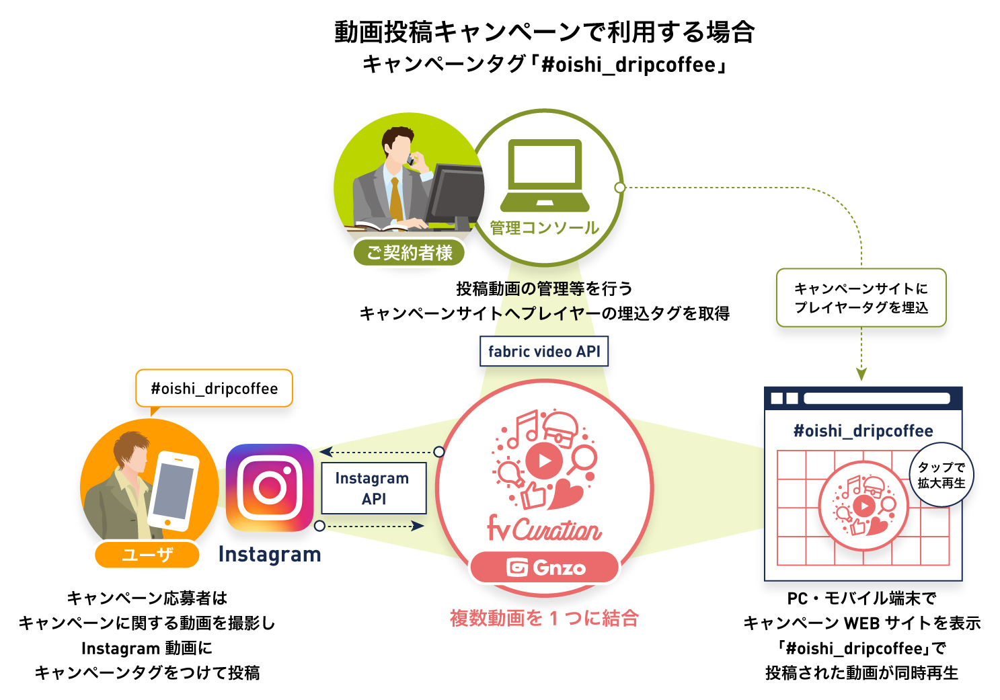 動画投稿キャンペーンで利用する場合
キャンペーンタグ「#oishi_dripcoffee」
管理コンソール
ご契約者様
投稿動画の管理等を行う
キャンペーンサイトへプレイヤーの埋込タグを取得
キャンペーンサイトに
プレイヤータグを埋込
fabric video API
#oishi_dripcoffee
ユーザ
Instagram
Instagram
API
fvCuration
Gnzo
複数動画を1つに結合
#oishi_dripcoffee
タップで
拡大再生
キャンペーン応募者は
キャンペーンに関する動画を撮影し
Instagram 動画に
キャンペーンタグをつけて投稿
PC・モバイル端末で
キャンペーン WEB サイトを表示
「#oishi_dripcoffee」で
投稿された動画が同時再生